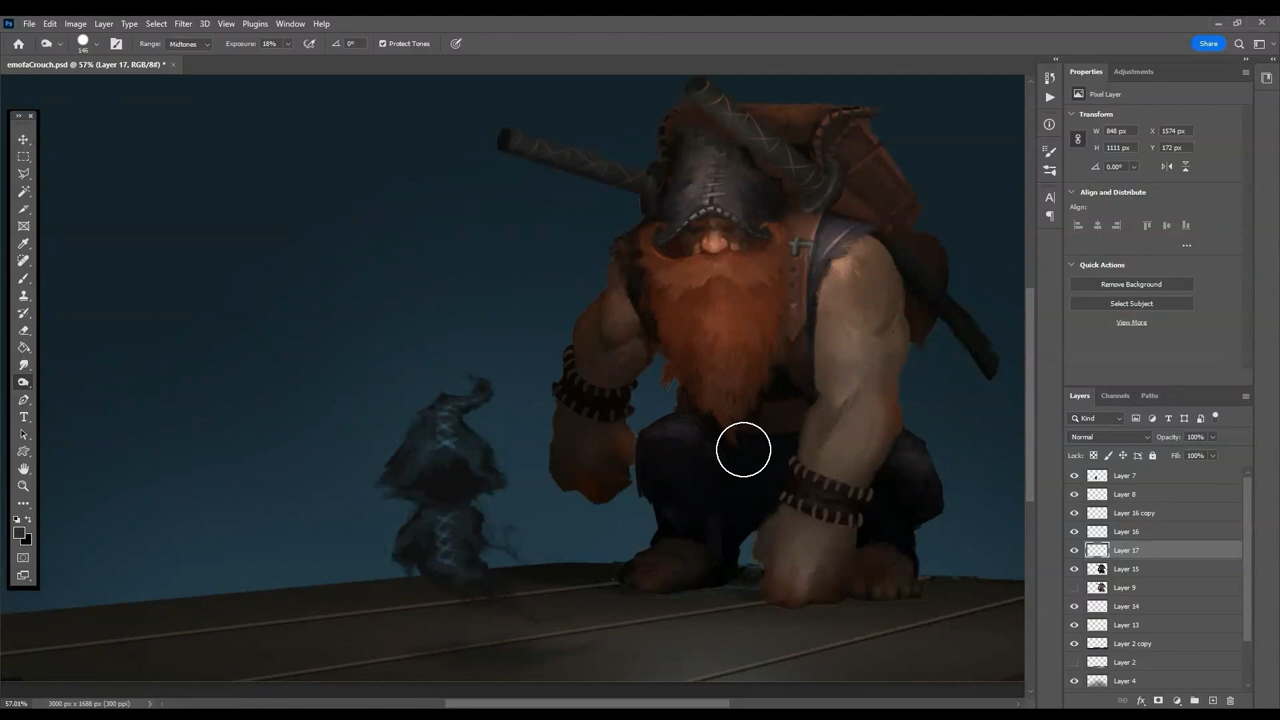 Ps File Edit Image Layer Type Select Filter 3D View Plugins Window Help
146 Range: Midtones Exposure: 18% 0° Protect Tones Share
emofaCrouch.psd @ 57% (Layer 17, RGB/8#) *
Properties Adjustments
Pixel Layer
Transform
W 848 px X 1574 px
H 1111 px Y 172 px
0.00°
Align and Distribute
Align:
Quick Actions
Remove Background
Select Subject
View More
Layers Channels Paths
Kind
Normal Opacity: 100%
Lock: Fill: 100%
Layer 7
Layer 8
Layer 16 copy
Layer 16
Layer 17
Layer 15
Layer 9
Layer 14
Layer 13
Layer 2 copy
Layer 2
Layer 4
57.01% 3000 px x 1688 px (300 ppi)